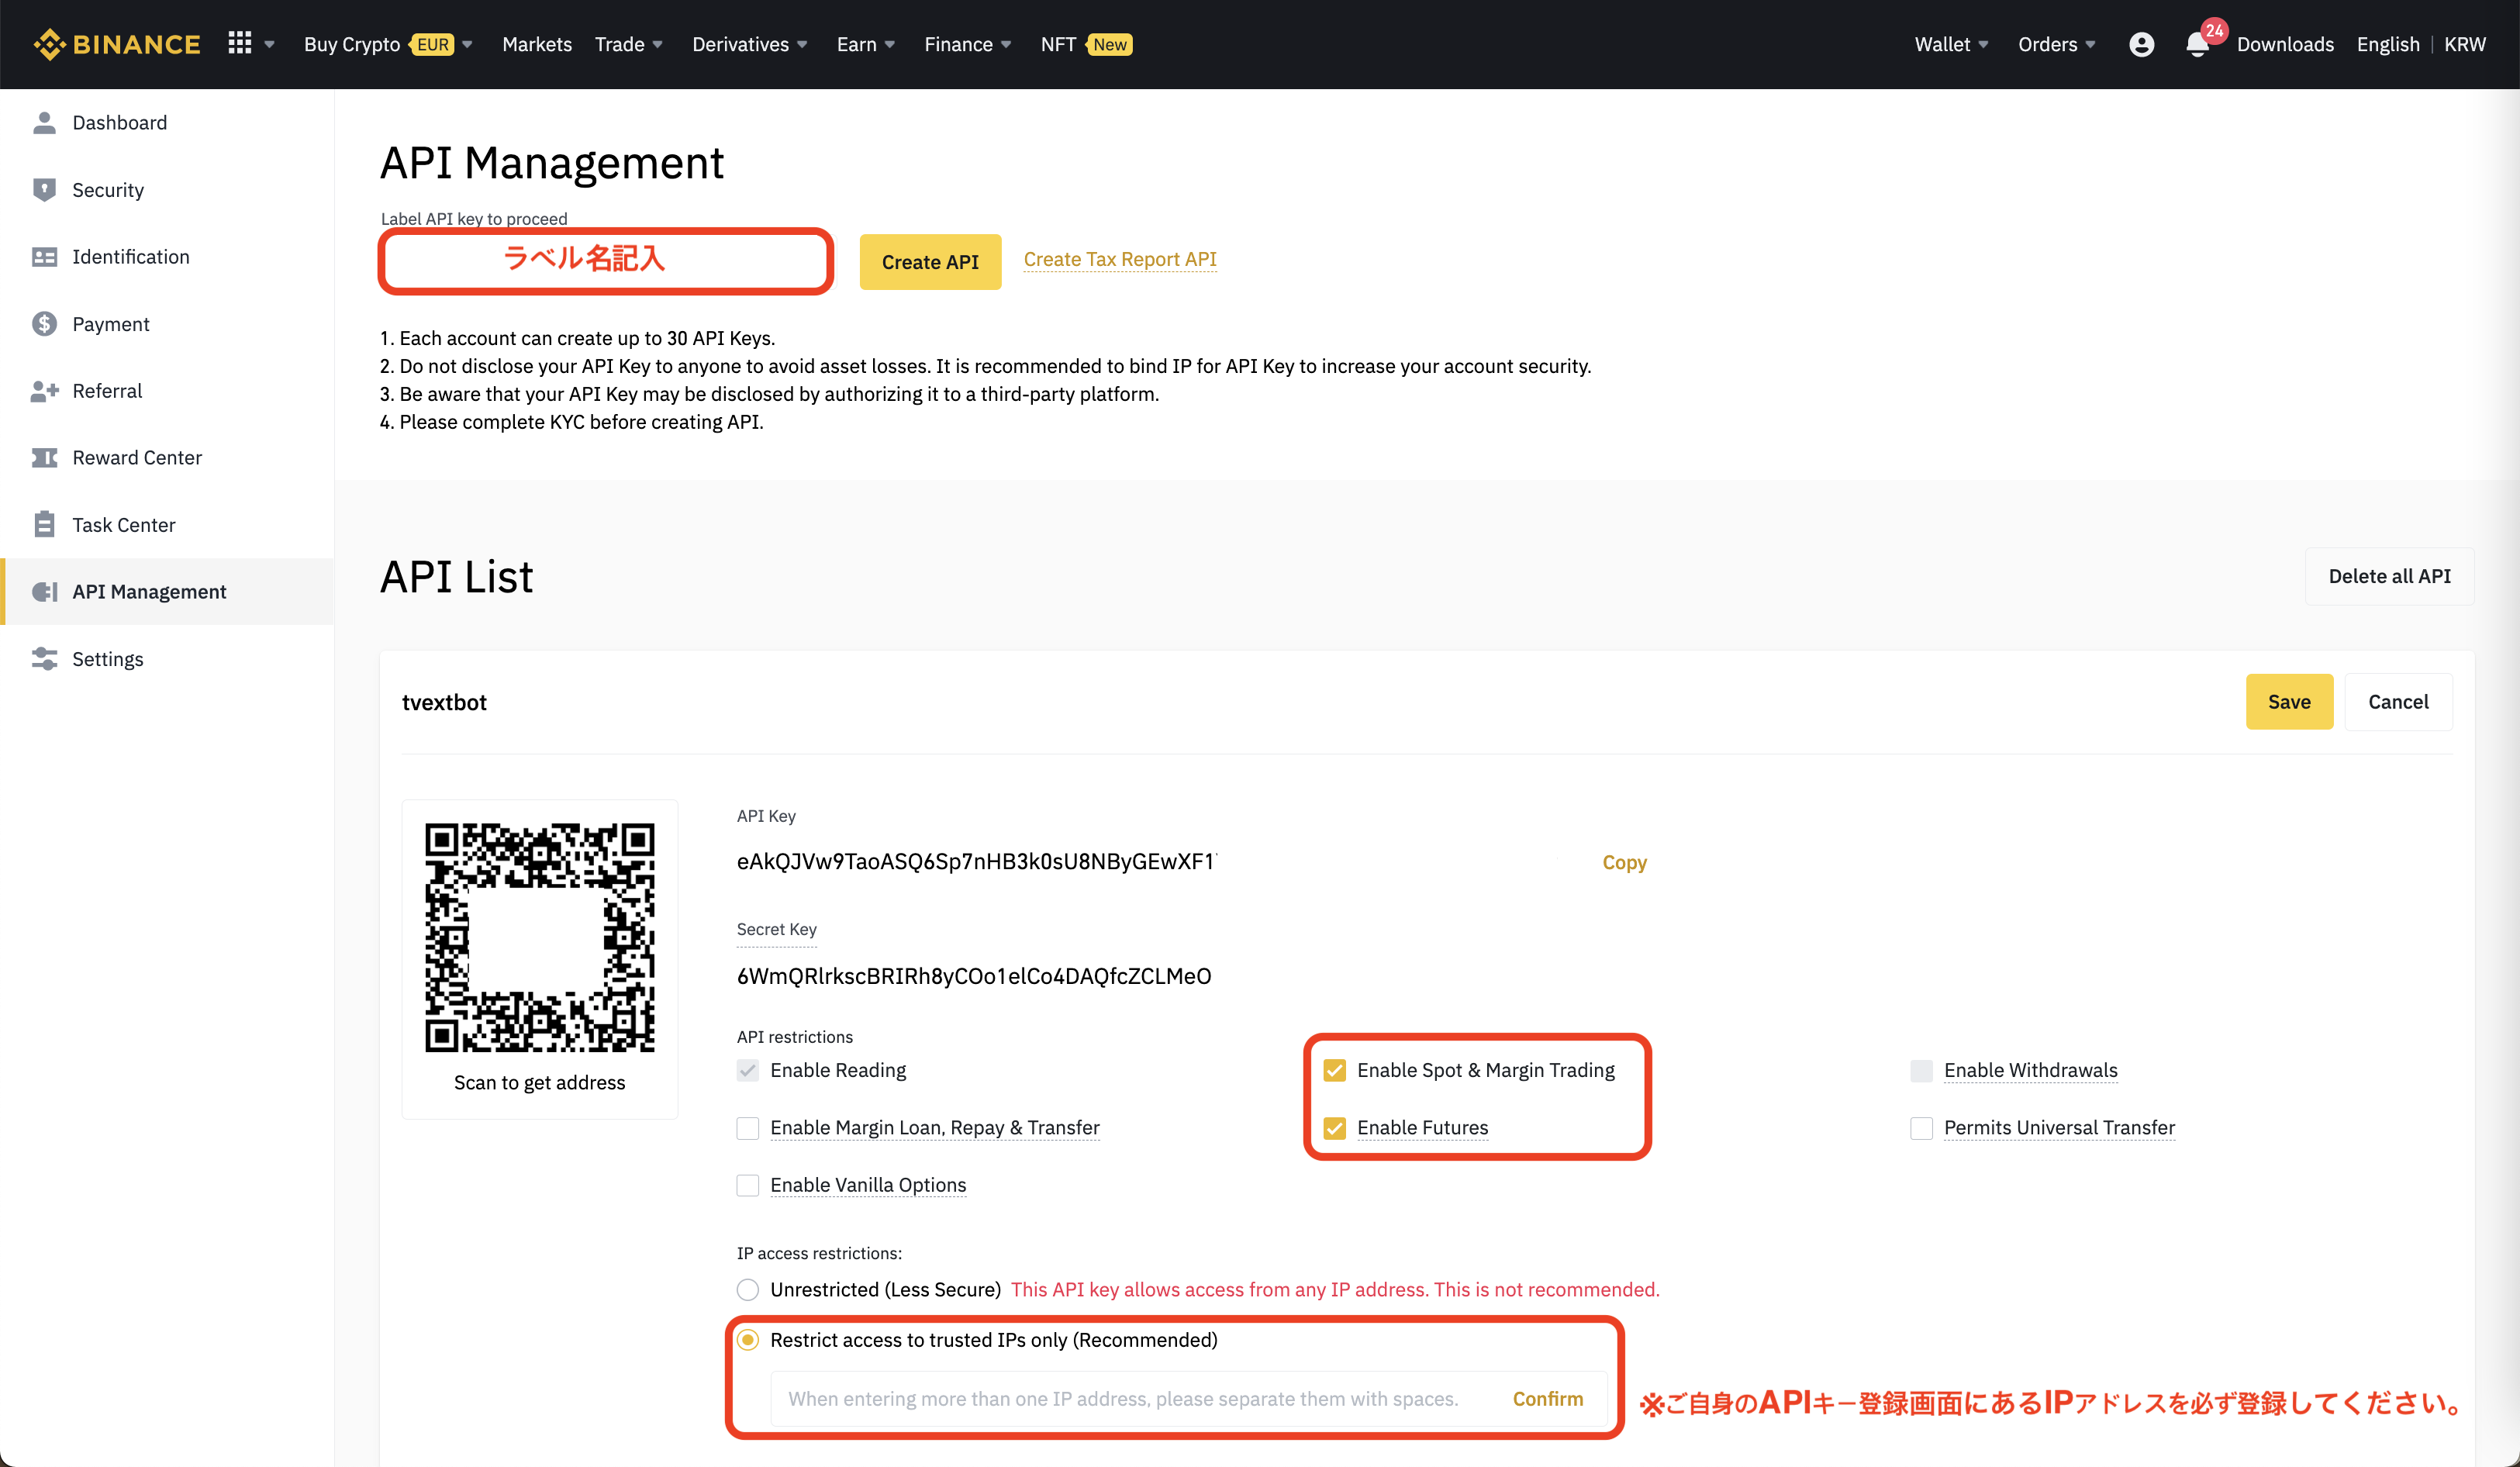 BINANCE
Buy Crypto EUR Markets Trade Derivatives Earn Finance NFT New Wallet Orders 24 Downloads English | KRW
Dashboard
Security
Identification
Payment
Referral
Reward Center
Task Center
API Management
Settings
API Management
Label API key to proceed
ラベル名記入
Create API
Create Tax Report API
1. Each account can create up to 30 API Keys.
2. Do not disclose your API Key to anyone to avoid asset losses. It is recommended to bind IP for API Key to increase your account security.
3. Be aware that your API Key may be disclosed by authorizing it to a third-party platform.
4. Please complete KYC before creating API.
API List
Delete all API
tvextbot
Save
Cancel
Scan to get address
API Key
eAkQJVw9TaoASQ6Sp7nHB3k0sU8NByGEwXF1
Copy
Secret Key
6WmQRlrkscBRIRh8yCOo1elCo4DAQfcZCLMeO
API restrictions
Enable Reading
Enable Spot & Margin Trading
Enable Withdrawals
Enable Margin Loan, Repay & Transfer
Enable Futures
Permits Universal Transfer
Enable Vanilla Options
IP access restrictions:
Unrestricted (Less Secure) This API key allows access from any IP address. This is not recommended.
Restrict access to trusted IPs only (Recommended)
When entering more than one IP address, please separate them with spaces.
Confirm
※ご自身のAPIキー登録画面にあるIPアドレスを必ず登録してください。